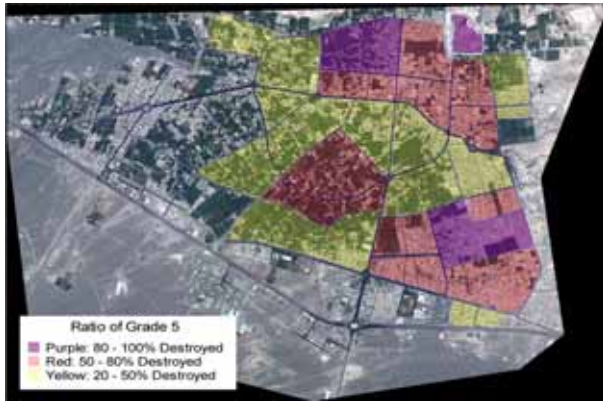 Ratio of Grade 5
Purple: 80 - 100% Destroyed
Red: 50 - 80% Destroyed
Yellow: 20 - 50% Destroyed